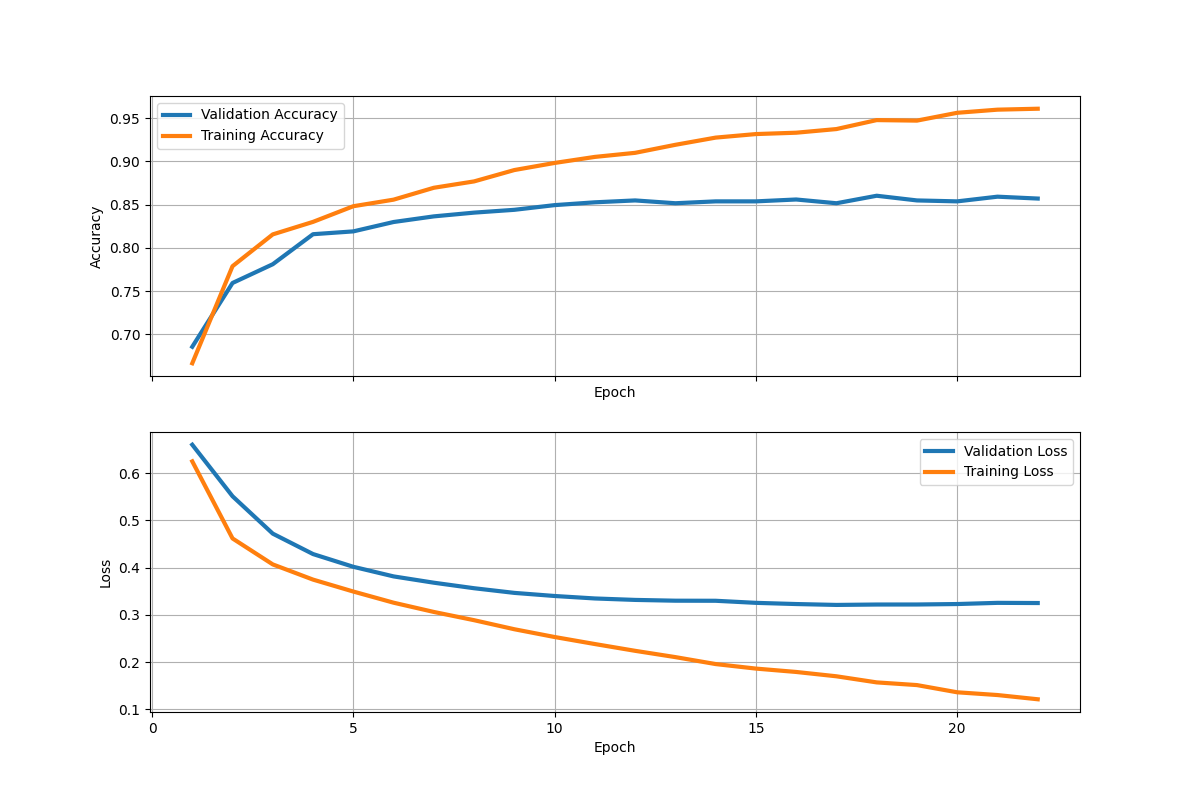 Validation Accuracy
Training Accuracy
0.95
0.90
0.85
0.80
0.75
0.70
Accuracy
Epoch
Validation Loss
Training Loss
0.6
0.5
0.4
0.3
0.2
0.1
Loss
0 5 10 15 20
Epoch